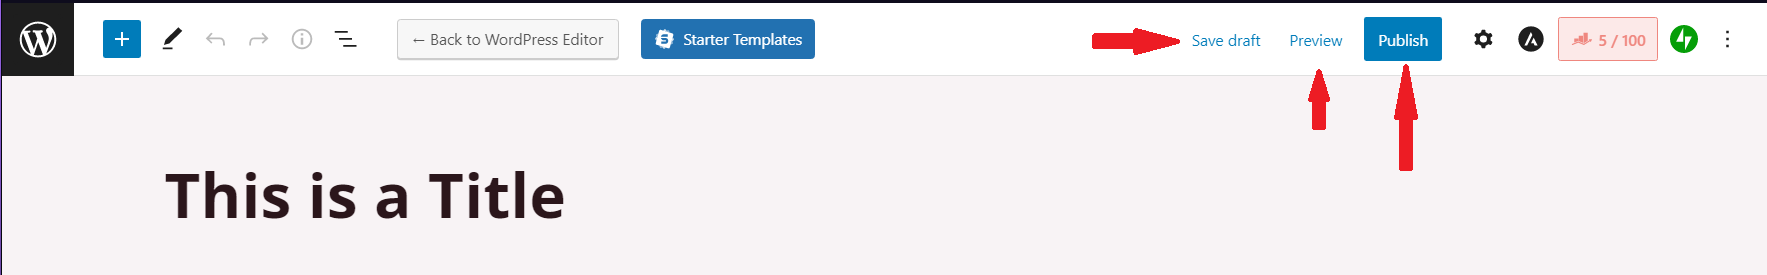 ← Back to WordPress Editor Starter Templates Save draft Preview Publish 5 / 100
This is a Title